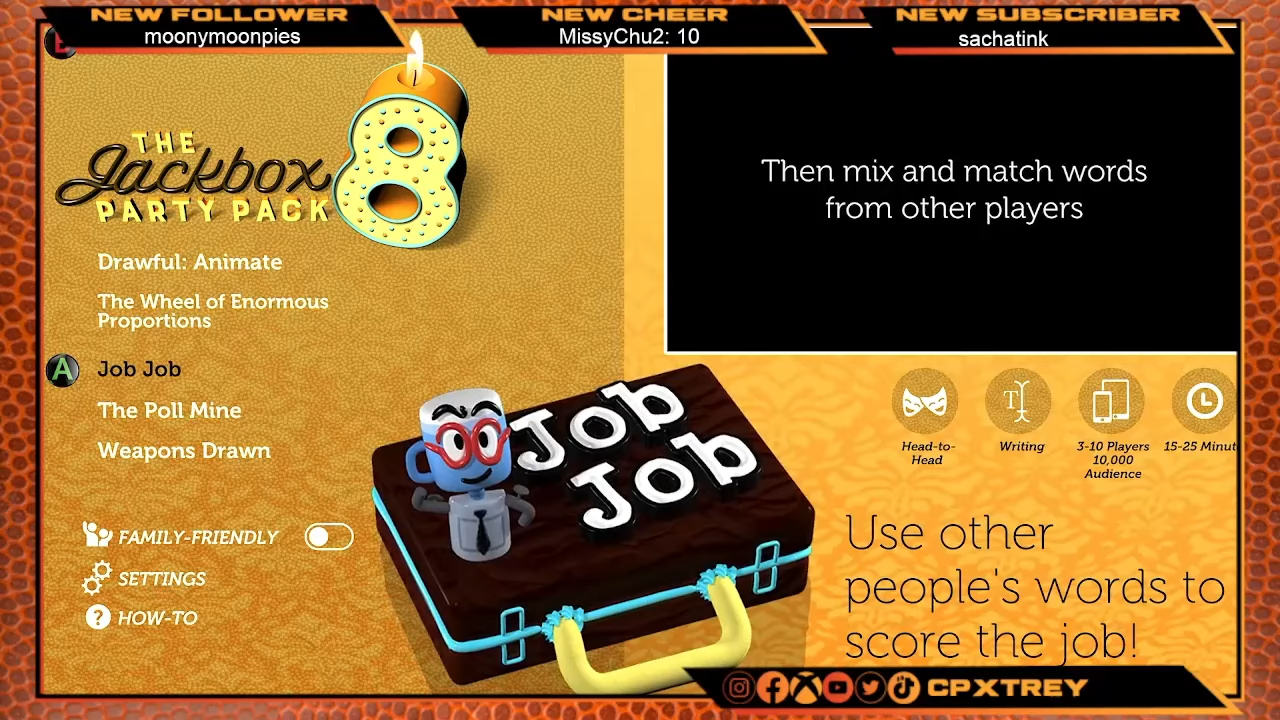 NEW FOLLOWER
moonymoonpies
NEW CHEER
MissyChu2: 10
NEW SUBSCRIBER
sachatink
THE
Jackbox
PARTY PACK
8
Drawful: Animate
The Wheel of Enormous
Proportions
A
Job Job
The Poll Mine
Weapons Drawn
FAMILY-FRIENDLY
SETTINGS
? HOW-TO
Then mix and match words
from other players
Job
Job
Head-to-
Head
T
Writing
3-10 Players
10,000
Audience
15-25 Minut
Use other
people's words to
score the job!
CPXTREY